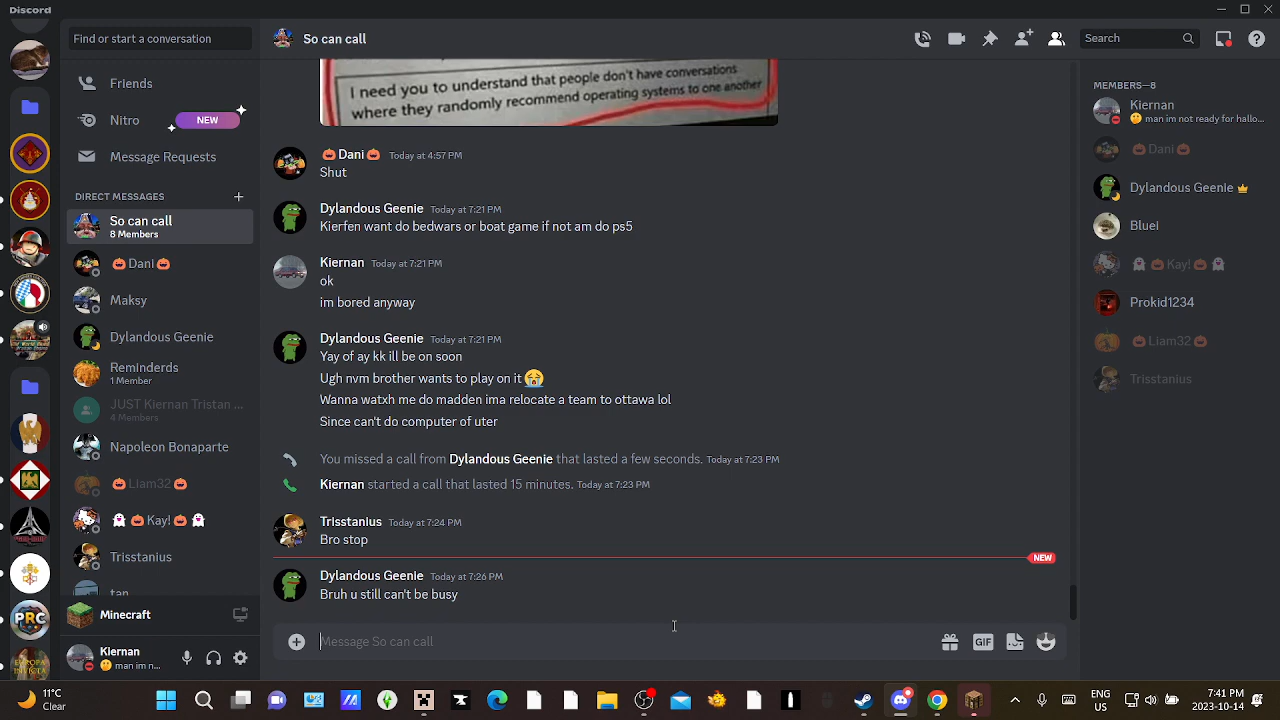 Discord
Find or start a conversation
Friends
Nitro
NEW
Message Requests
DIRECT MESSAGES
So can call
8 Members
🎃Dani🎃
Maksy
Dylandous Geenie
Reminderds
1 Member
JUST Kiernan Tristan ...
4 Members
Napoleon Bonaparte
🎃Liam32🎃
👻🎃Kay!🎃👻
Trisstanius
Minecraft
Kiernan
🤫 man im n...
So can call
Search
I need you to understand that people don't have conversations
where they randomly recommend operating systems to one another
🎃Dani🎃 Today at 4:57 PM
Shut
Dylandous Geenie Today at 7:21 PM
Kierfen want do bedwars or boat game if not am do ps5
Kiernan Today at 7:21 PM
ok
im bored anyway
Dylandous Geenie Today at 7:21 PM
Yay of ay kk ill be on soon
Ugh nvm brother wants to play on it 😭
Wanna watxh me do madden ima relocate a team to ottawa lol
Since can't do computer of uter
You missed a call from Dylandous Geenie that lasted a few seconds. Today at 7:23 PM
Kiernan started a call that lasted 15 minutes. Today at 7:23 PM
Trisstanius Today at 7:24 PM
Bro stop
NEW
Dylandous Geenie Today at 7:26 PM
Bruh u still can't be busy
Message So can call
GIF
MEMBERS—8
Kiernan
🤫 man im not ready for hallo...
🎃Dani🎃
Dylandous Geenie
Bluel
👻🎃Kay!🎃👻
Prokid1234
🎃Liam32🎃
Trisstanius
PRC
11°C
Clear
ENG
US
7:41 PM
2023-10-14